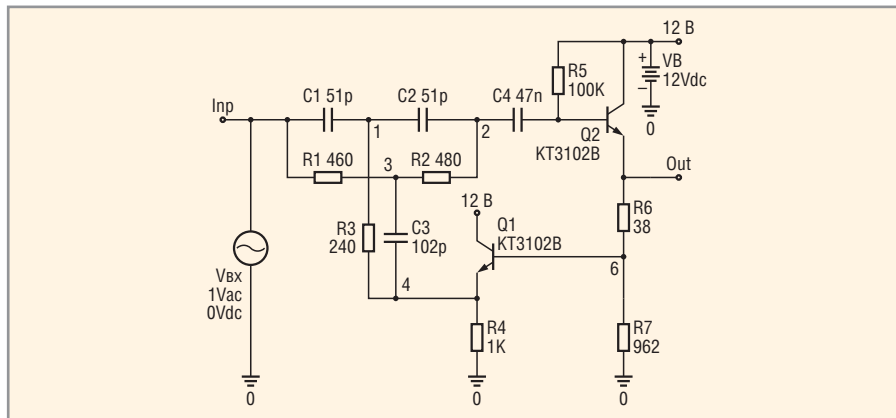 12 В
VB
12Vdc
0
R5
100K
C1 51p
C2 51p
C4 47n
Inp
1
2
Q2
KT3102B
R1 460
3
R2 480
Out
12 В
Q1
KT3102B
R6
38
R3
240
C3
102p
6
Vвх
1Vac
0Vdc
4
R4
1K
R7
962
0
0
0
+
–